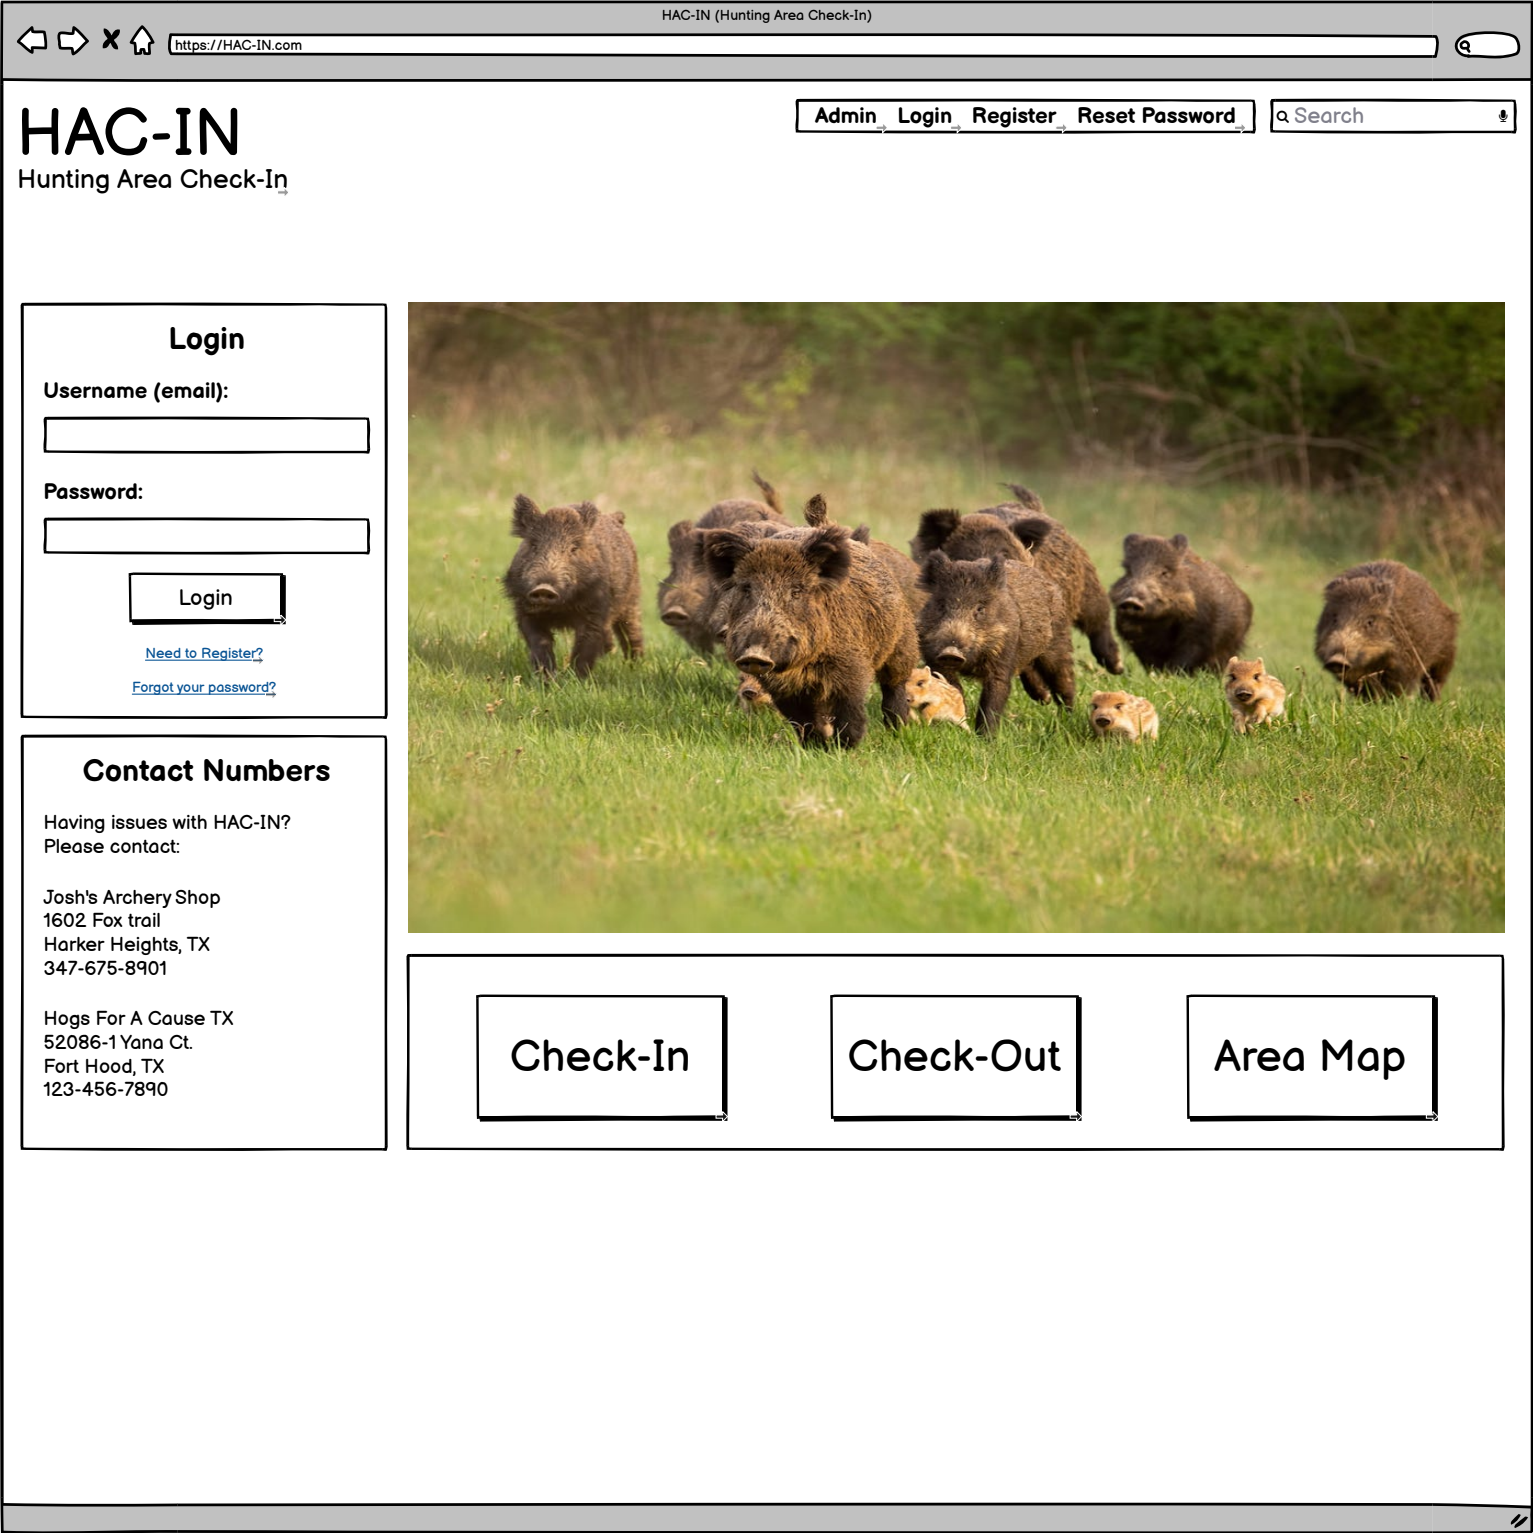 HAC-IN (Hunting Area Check-In)
https://HAC-IN.com
HAC-IN
Hunting Area Check-In
Admin Login Register Reset Password
Search
Login
Username (email):
Password:
Login
Need to Register?
Forgot your password?
Contact Numbers
Having issues with HAC-IN?
Please contact:
Josh's Archery Shop
1602 Fox trail
Harker Heights, TX
347-675-8901
Hogs For A Cause TX
52086-1 Yana Ct.
Fort Hood, TX
123-456-7890
Check-In
Check-Out
Area Map